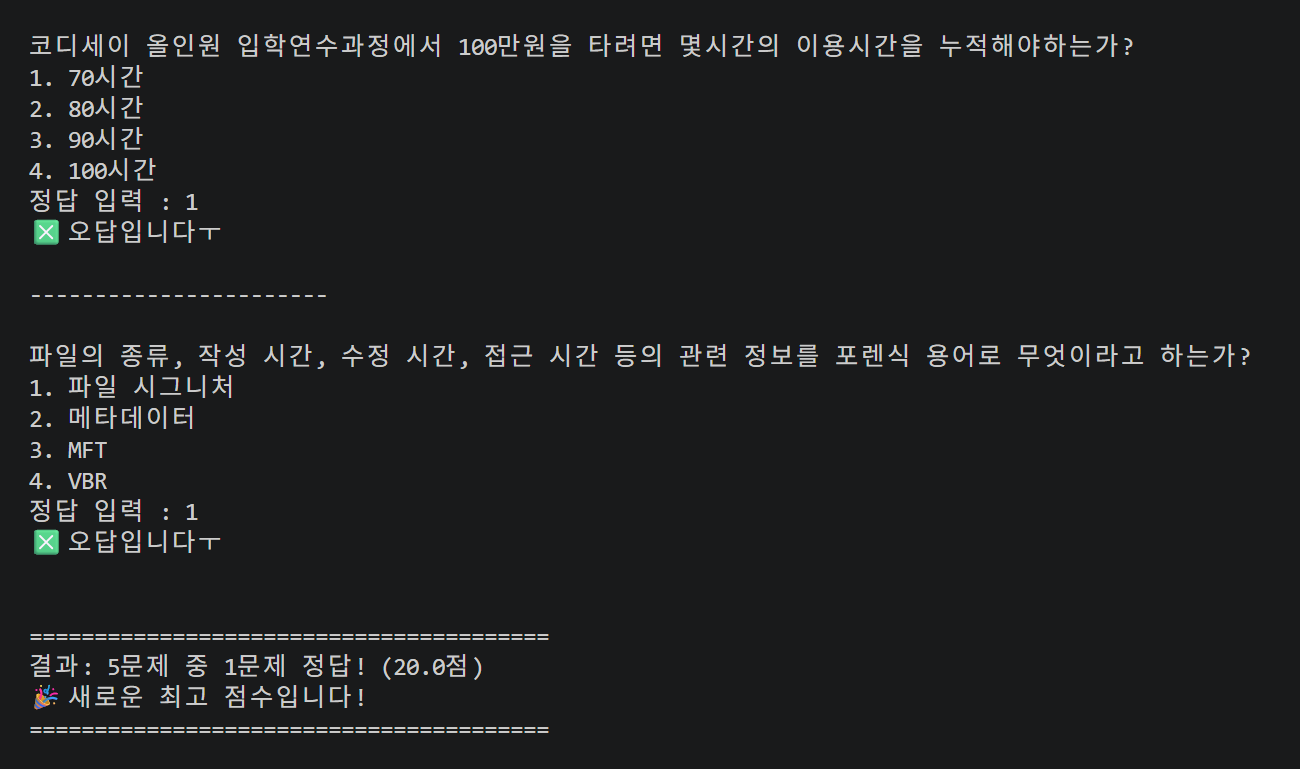 코디세이 올인원 입학연수과정에서 100만원을 타려면 몇시간의 이용시간을 누적해야하는가?
1. 70시간
2. 80시간
3. 90시간
4. 100시간
정답 입력 : 1
❎ 오답입니다ㅜ
-----------------------
파일의 종류, 작성 시간, 수정 시간, 접근 시간 등의 관련 정보를 포렌식 용어로 무엇이라고 하는가?
1. 파일 시그니처
2. 메타데이터
3. MFT
4. VBR
정답 입력 : 1
❎ 오답입니다ㅜ
========================================
결과: 5문제 중 1문제 정답! (20.0점)
🎉 새로운 최고 점수입니다!
========================================